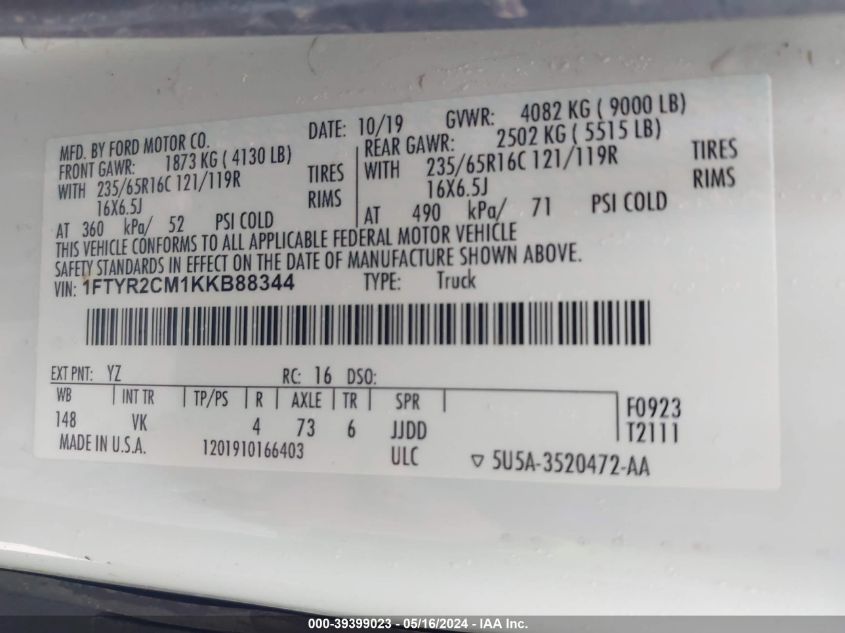 MFD. BY FORD MOTOR CO. DATE: 10/19 GVWR: 4082 KG ( 9000 LB)
FRONT GAWR: 1873 KG ( 4130 LB) REAR GAWR: 2502 KG ( 5515 LB)
WITH 235/65R16C 121/119R TIRES WITH 235/65R16C 121/119R TIRES
16X6.5J RIMS 16X6.5J RIMS
AT 360 kPa/ 52 PSI COLD AT 490 kPa/ 71 PSI COLD
THIS VEHICLE CONFORMS TO ALL APPLICABLE FEDERAL MOTOR VEHICLE
SAFETY STANDARDS IN EFFECT ON THE DATE OF MANUFACTURE SHOWN ABOVE.
VIN: 1FTYR2CM1KKB88344 TYPE: Truck
EXT PNT: YZ RC: 16 DSO:
WB INT TR TP/PS R AXLE TR SPR F0923
148 VK 4 73 6 JJDD T2111
MADE IN U.S.A. 1201910166403 ULC ▽ 5U5A-3520472-AA
000-39399023 - 05/16/2024 - IAA Inc.